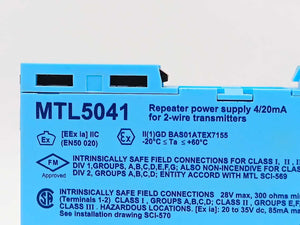 MTL5041
Repeater power supply 4/20mA
for 2-wire transmitters
Ex
[EEx ia] IIC
(EN50 020)
Ex
II(1)GD BAS01ATEX7155
-20°C ≤ Ta ≤ +60°C
FM
Approved
INTRINSICALLY SAFE FIELD CONNECTIONS FOR CLASS I, II, II
DIV 1, GROUPS A,B,C,D,E,F,G; ALSO NON-INCENDIVE FOR CL
DIV 2, GROUPS A,B,C,D; ENTITY ACCORD WITH MTL SCI-569
INTRINSICALLY SAFE FIELD CONNECTIONS 28V max, 300 ohms mi
(Terminals 1-2) CLASS I, GROUPS A,B,C,D; CLASS II, GROUPS E,F
CLASS III. HAZARDOUS LOCATIONS. [Ex ia]: 20 to 35V dc, 85mA ma
See installation drawing SCI-570